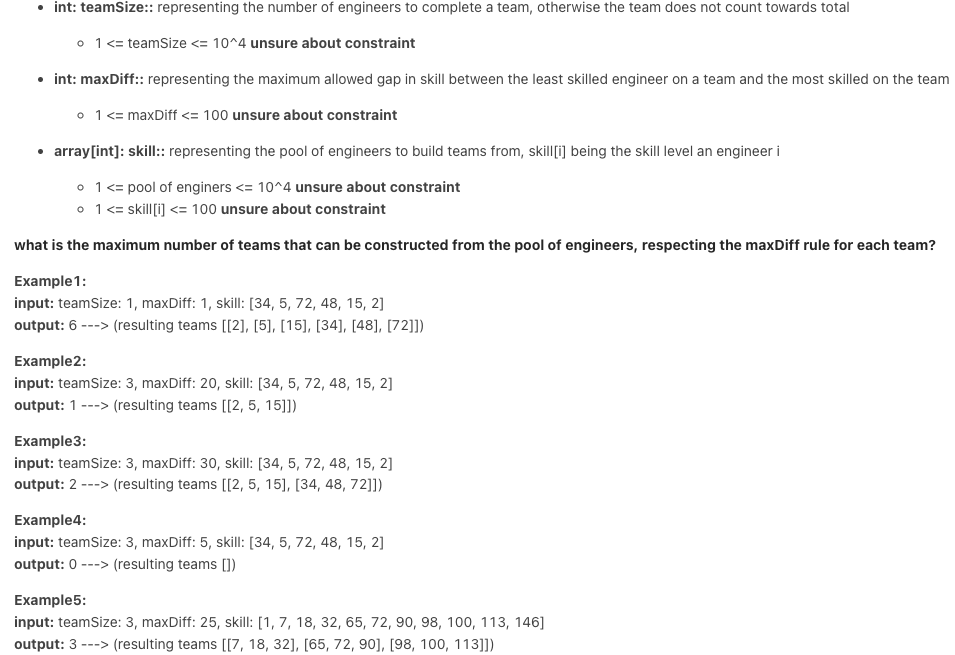 int: teamSize:: representing the number of engineers to complete a team, otherwise the team does not count towards total
1 <= teamSize <= 10^4 unsure about constraint
int: maxDiff:: representing the maximum allowed gap in skill between the least skilled engineer on a team and the most skilled on the team
1 <= maxDiff <= 100 unsure about constraint
array[int]: skill:: representing the pool of engineers to build teams from, skill[i] being the skill level an engineer i
1 <= pool of enginers <= 10^4 unsure about constraint
1 <= skill[i] <= 100 unsure about constraint
what is the maximum number of teams that can be constructed from the pool of engineers, respecting the maxDiff rule for each team?
Example1:
input: teamSize: 1, maxDiff: 1, skill: [34, 5, 72, 48, 15, 2]
output: 6 ---> (resulting teams [[2], [5], [15], [34], [48], [72]])
Example2:
input: teamSize: 3, maxDiff: 20, skill: [34, 5, 72, 48, 15, 2]
output: 1 ---> (resulting teams [[2, 5, 15]])
Example3:
input: teamSize: 3, maxDiff: 30, skill: [34, 5, 72, 48, 15, 2]
output: 2 ---> (resulting teams [[2, 5, 15], [34, 48, 72]])
Example4:
input: teamSize: 3, maxDiff: 5, skill: [34, 5, 72, 48, 15, 2]
output: 0 ---> (resulting teams [])
Example5:
input: teamSize: 3, maxDiff: 25, skill: [1, 7, 18, 32, 65, 72, 90, 98, 100, 113, 146]
output: 3 ---> (resulting teams [[7, 18, 32], [65, 72, 90], [98, 100, 113]])